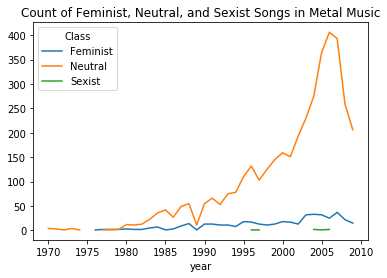 Count of Feminist, Neutral, and Sexist Songs in Metal Music
Class
Feminist
Neutral
Sexist
400
350
300
250
200
150
100
50
0
1970 1975 1980 1985 1990 1995 2000 2005 2010
year